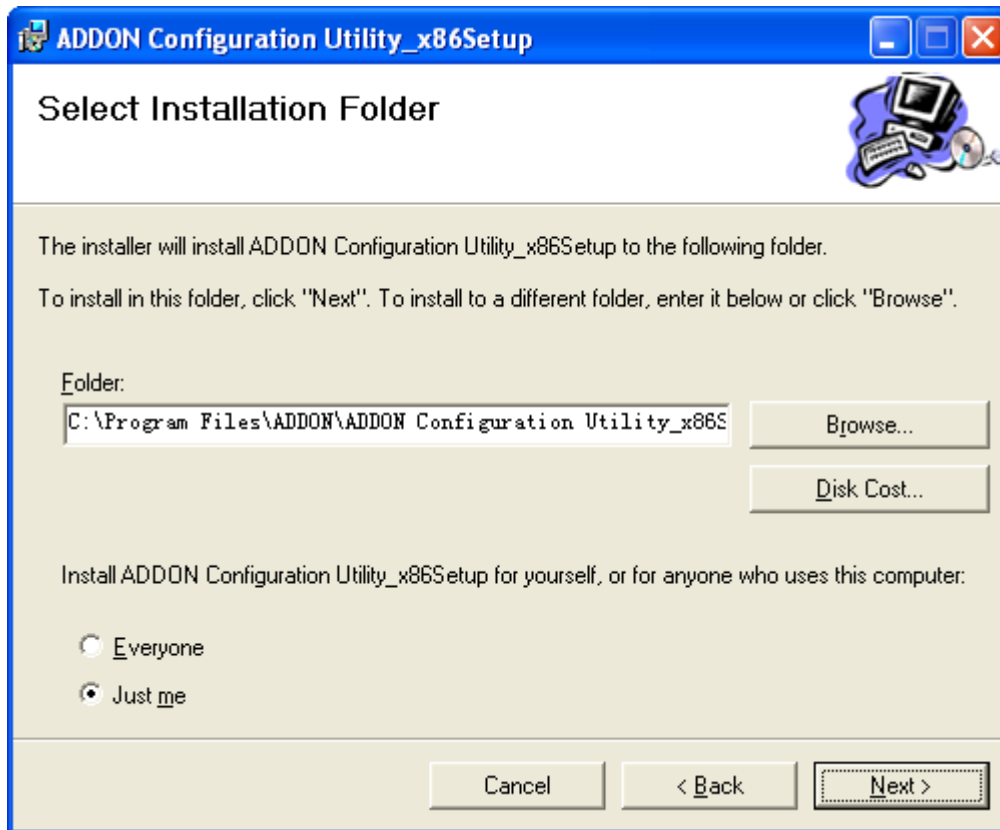 ADDON Configuration Utility_x86Setup
Select Installation Folder
The installer will install ADDON Configuration Utility_x86Setup to the following folder.
To install in this folder, click "Next". To install to a different folder, enter it below or click "Browse".
Folder:
C:\Program Files\ADDON\ADDON Configuration Utility_x86S
Browse...
Disk Cost...
Install ADDON Configuration Utility_x86Setup for yourself, or for anyone who uses this computer:
Everyone
Just me
Cancel
< Back
Next >